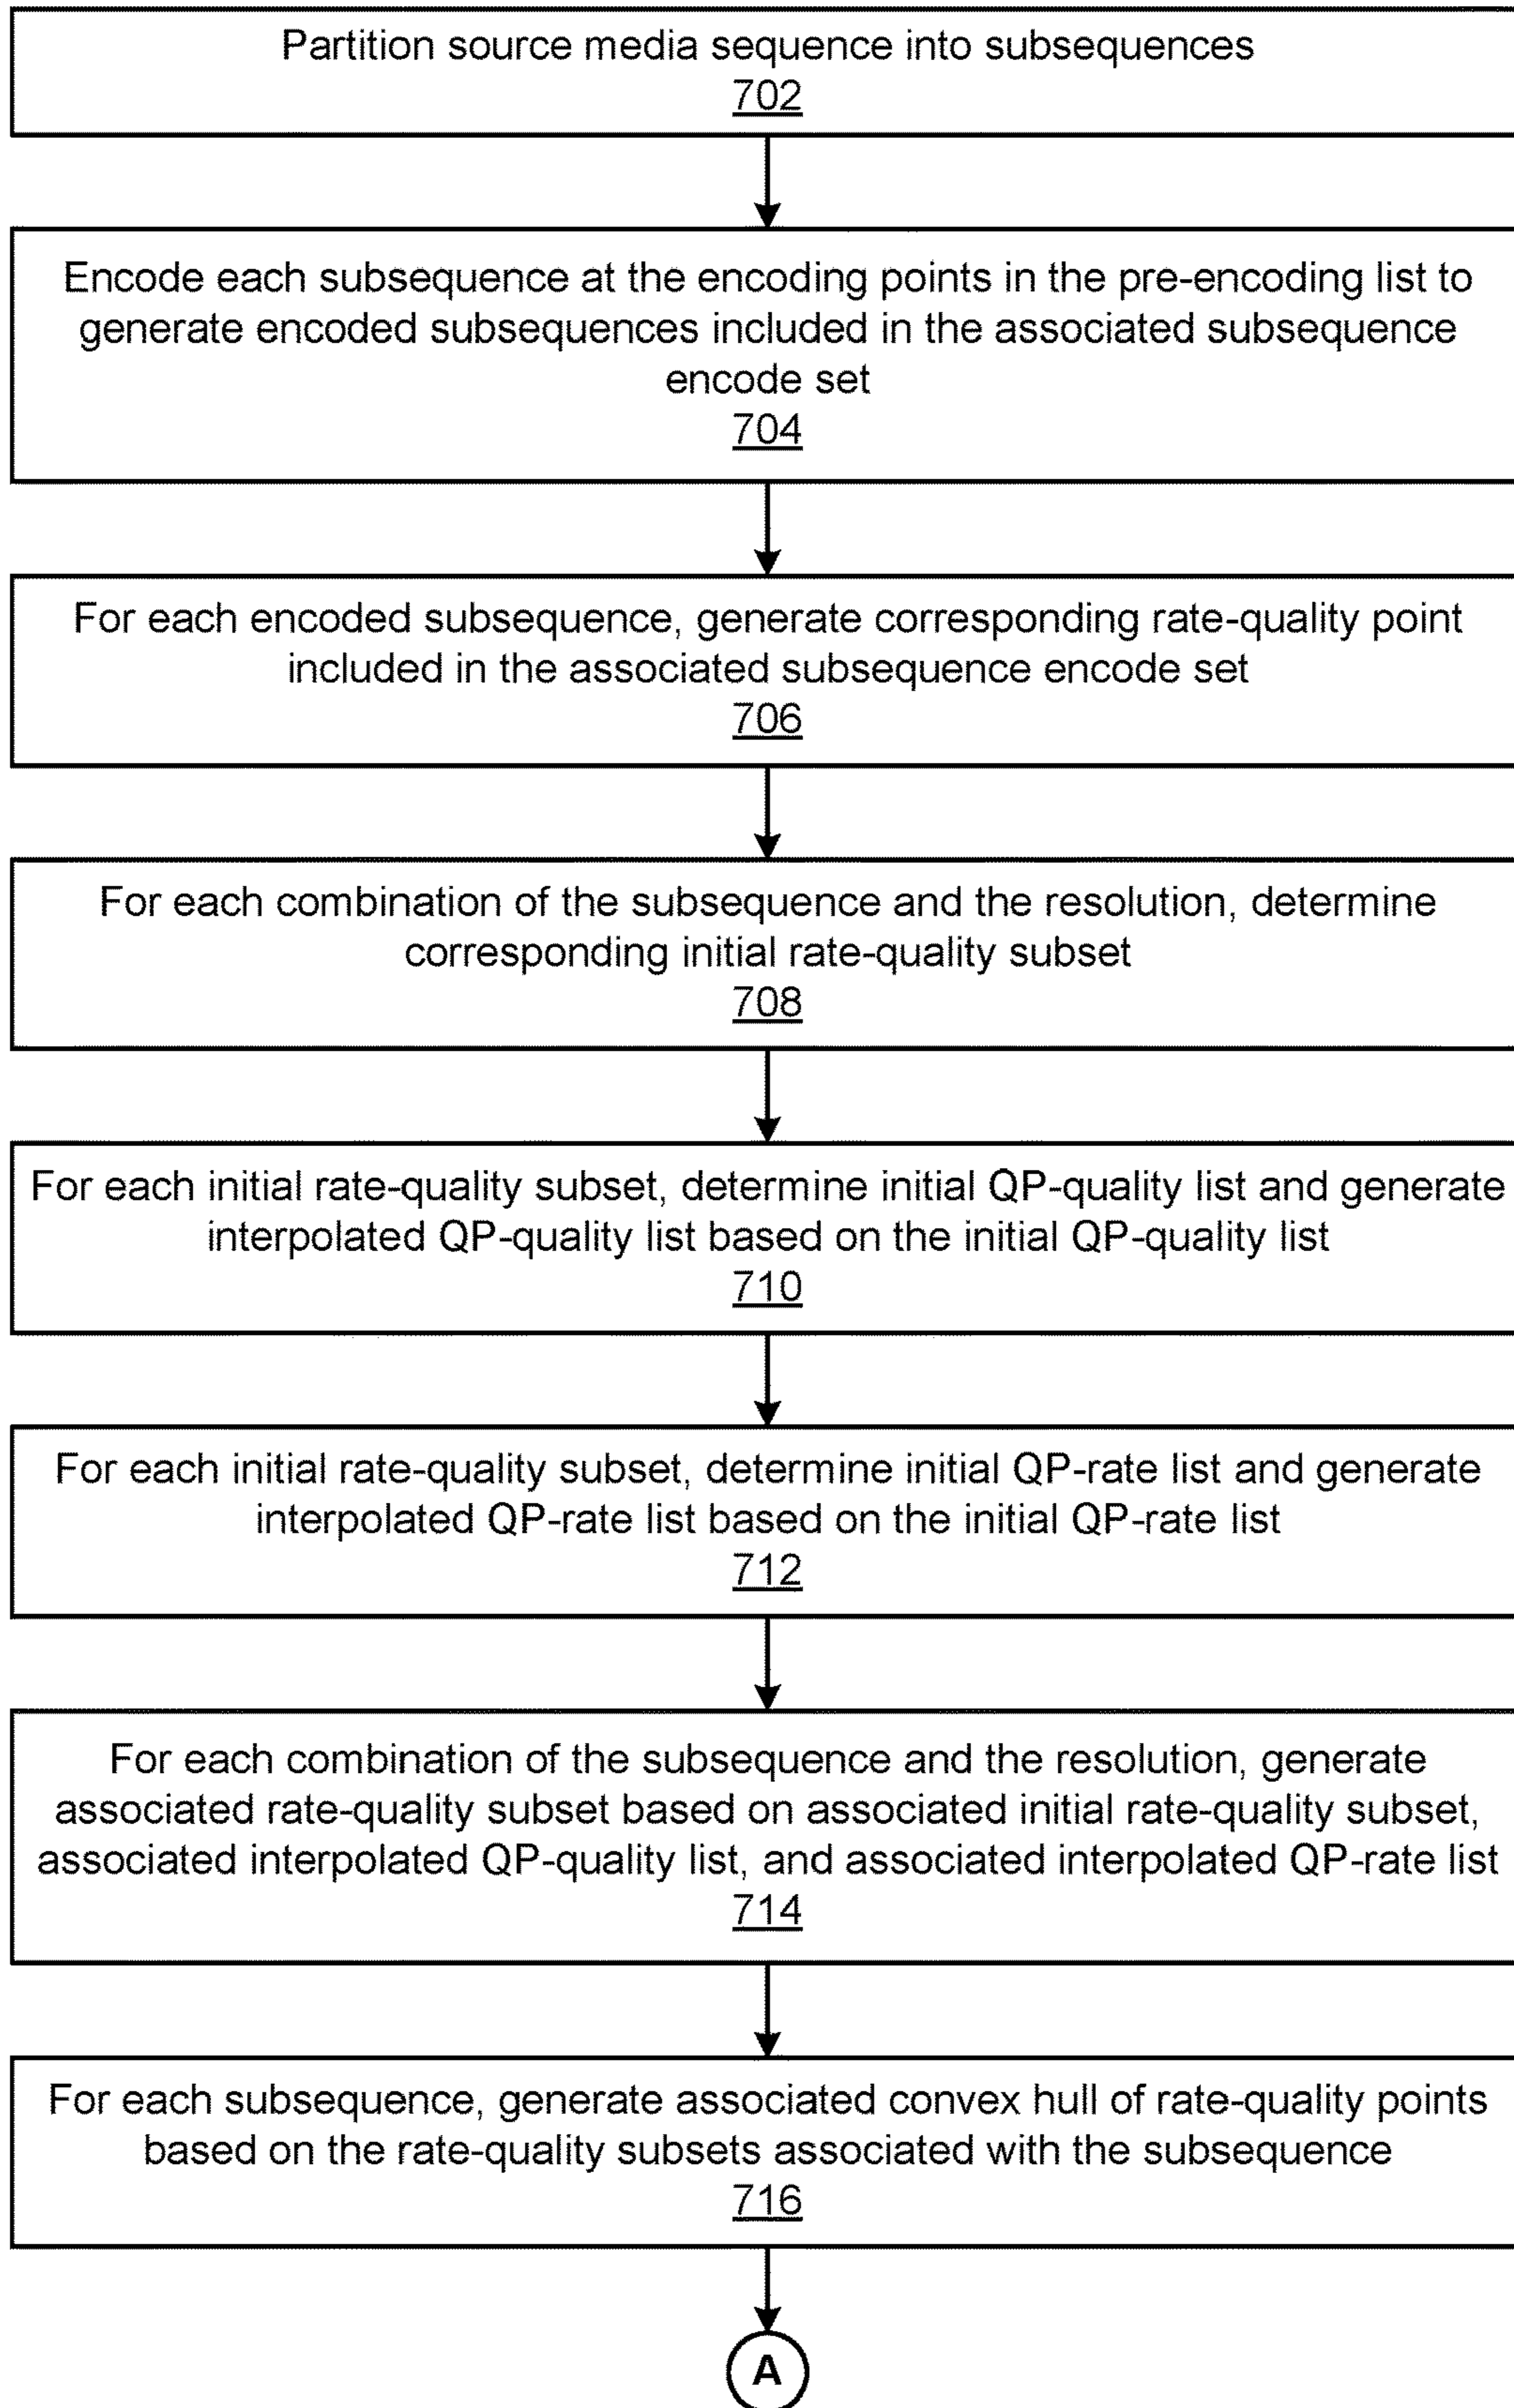 Partition source media sequence into subsequences
702
Encode each subsequence at the encoding points in the pre-encoding list to
generate encoded subsequences included in the associated subsequence
encode set
704
For each encoded subsequence, generate corresponding rate-quality point
included in the associated subsequence encode set
706
For each combination of the subsequence and the resolution, determine
corresponding initial rate-quality subset
708
For each initial rate-quality subset, determine initial QP-quality list and generate
interpolated QP-quality list based on the initial QP-quality list
710
For each initial rate-quality subset, determine initial QP-rate list and generate
interpolated QP-rate list based on the initial QP-rate list
712
For each combination of the subsequence and the resolution, generate
associated rate-quality subset based on associated initial rate-quality subset,
associated interpolated QP-quality list, and associated interpolated QP-rate list
714
For each subsequence, generate associated convex hull of rate-quality points
based on the rate-quality subsets associated with the subsequence
716
A